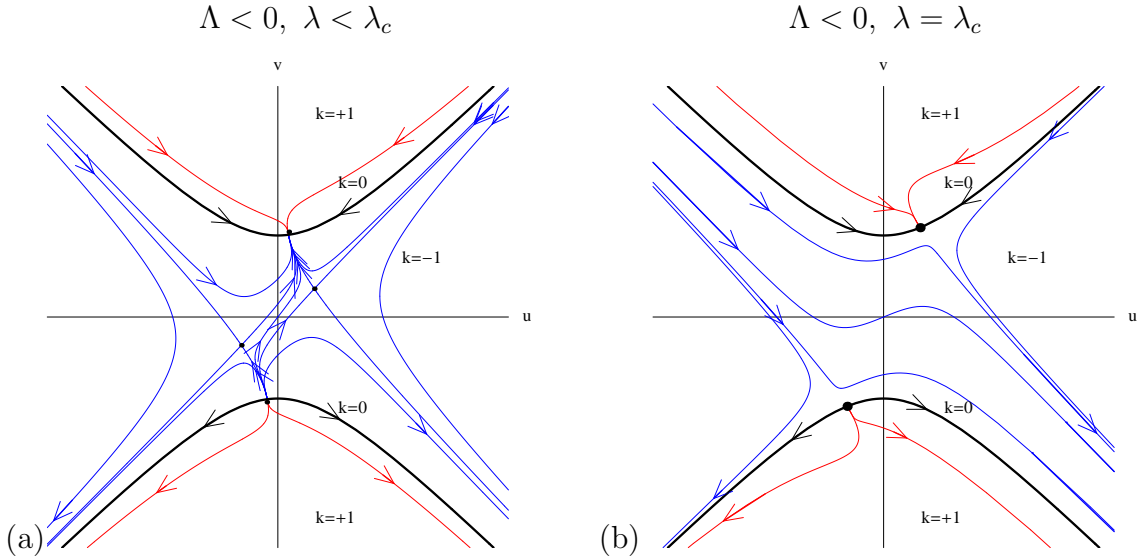 Λ < 0, λ < λ_c
v
k=+1
k=0
k=−1
u
k=0
k=+1
(a)
Λ < 0, λ = λ_c
v
k=+1
k=0
k=−1
u
k=0
k=+1
(b)